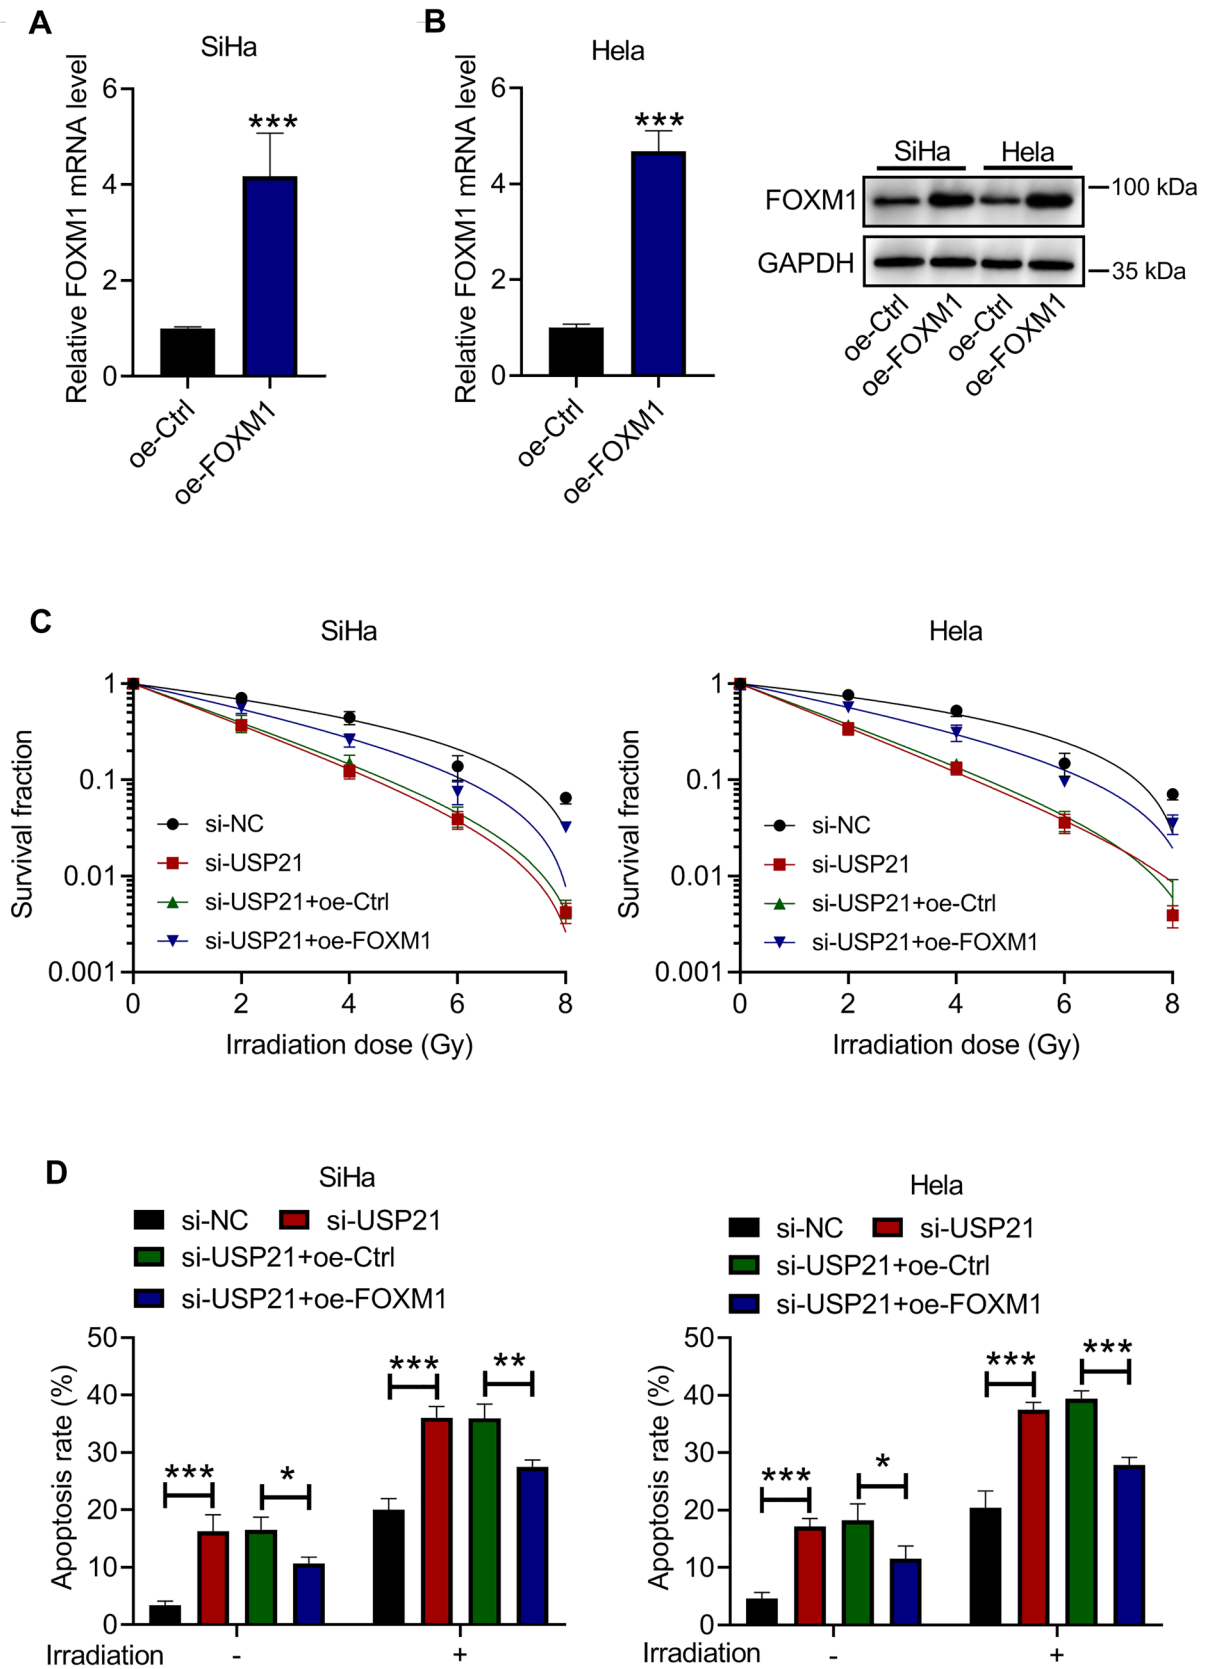 A
SiHa
Relative FOXM1 mRNA level
6
4
2
0
***
oe-Ctrl
oe-FOXM1
B
Hela
Relative FOXM1 mRNA level
6
4
2
0
***
oe-Ctrl
oe-FOXM1
SiHa Hela
FOXM1
100 kDa
GAPDH
35 kDa
oe-Ctrl
oe-FOXM1
oe-Ctrl
oe-FOXM1
C
SiHa
Survival fraction
1
0.1
0.01
0.001
si-NC
si-USP21
si-USP21+oe-Ctrl
si-USP21+oe-FOXM1
0 2 4 6 8
Irradiation dose (Gy)
Hela
Survival fraction
1
0.1
0.01
0.001
si-NC
si-USP21
si-USP21+oe-Ctrl
si-USP21+oe-FOXM1
0 2 4 6 8
Irradiation dose (Gy)
D
SiHa
si-NC si-USP21
si-USP21+oe-Ctrl
si-USP21+oe-FOXM1
Apoptosis rate (%)
50
40
30
20
10
0
*** * *** **
Irradiation - +
Hela
si-NC si-USP21
si-USP21+oe-Ctrl
si-USP21+oe-FOXM1
Apoptosis rate (%)
50
40
30
20
10
0
*** * *** ***
Irradiation - +